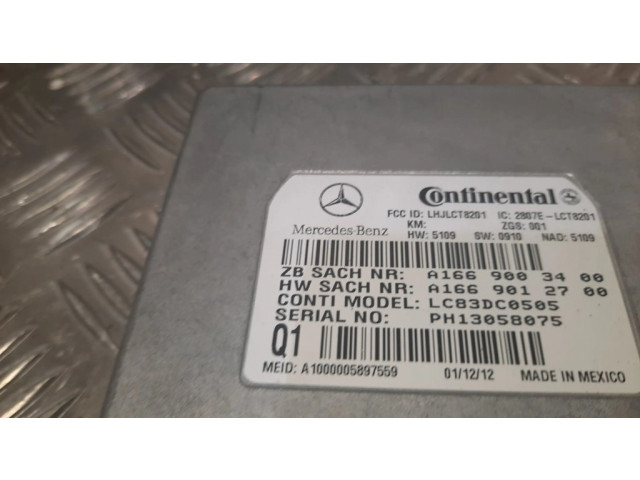 Mercedes-Benz
Continental
FCC ID: LHJLCT8201 IC: 2807E-LCT8201
KM: ZGS: 001
HW: 5109 SW: 0910 NAD: 5109
ZB SACH NR: A166 900 34 00
HW SACH NR: A166 901 27 00
CONTI MODEL: LC83DC0505
SERIAL NO: PH13058075
Q1
MEID: A1000005897559 01/12/12 MADE IN MEXICO